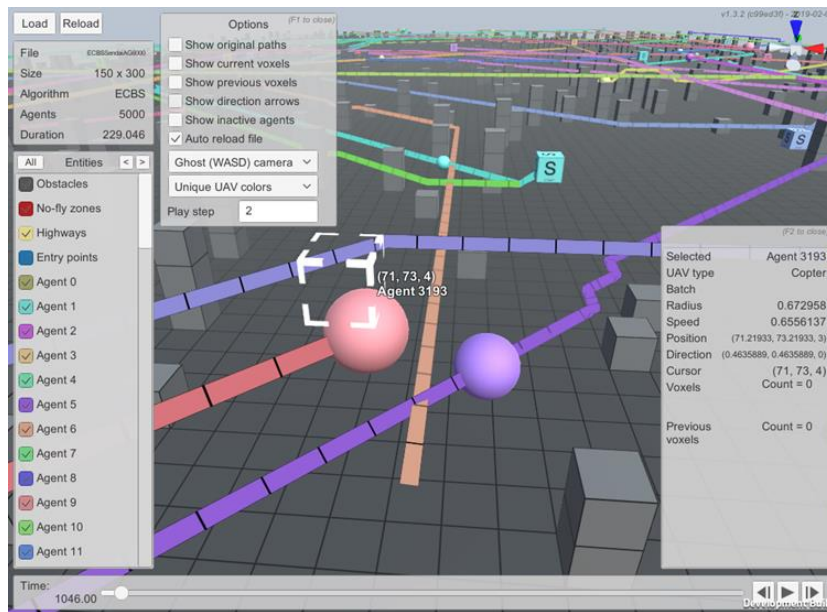 Load Reload
File
Size 150 x 300
Algorithm ECBS
Agents 5000
Duration 229.046
All Entities < >
Obstacles
No-fly zones
Highways
Entry points
Agent 0
Agent 1
Agent 2
Agent 3
Agent 4
Agent 5
Agent 6
Agent 7
Agent 8
Agent 9
Agent 10
Agent 11
Options (F1 to close)
Show original paths
Show current voxels
Show previous voxels
Show direction arrows
Show inactive agents
Auto reload file
Ghost (WASD) camera
Unique UAV colors
Play step 2
S
S
(71, 73, 4)
Agent 3193
(F2 to close)
Selected Agent 3193
UAV type Copter
Batch
Radius 0.672958
Speed 0.6556137
Position (71.21933, 73.21933, 3)
Direction (0.4635889, 0.4635889, 0)
Cursor (71, 73, 4)
Voxels Count = 0
Previous voxels Count = 0
Time: 1046.00
Development